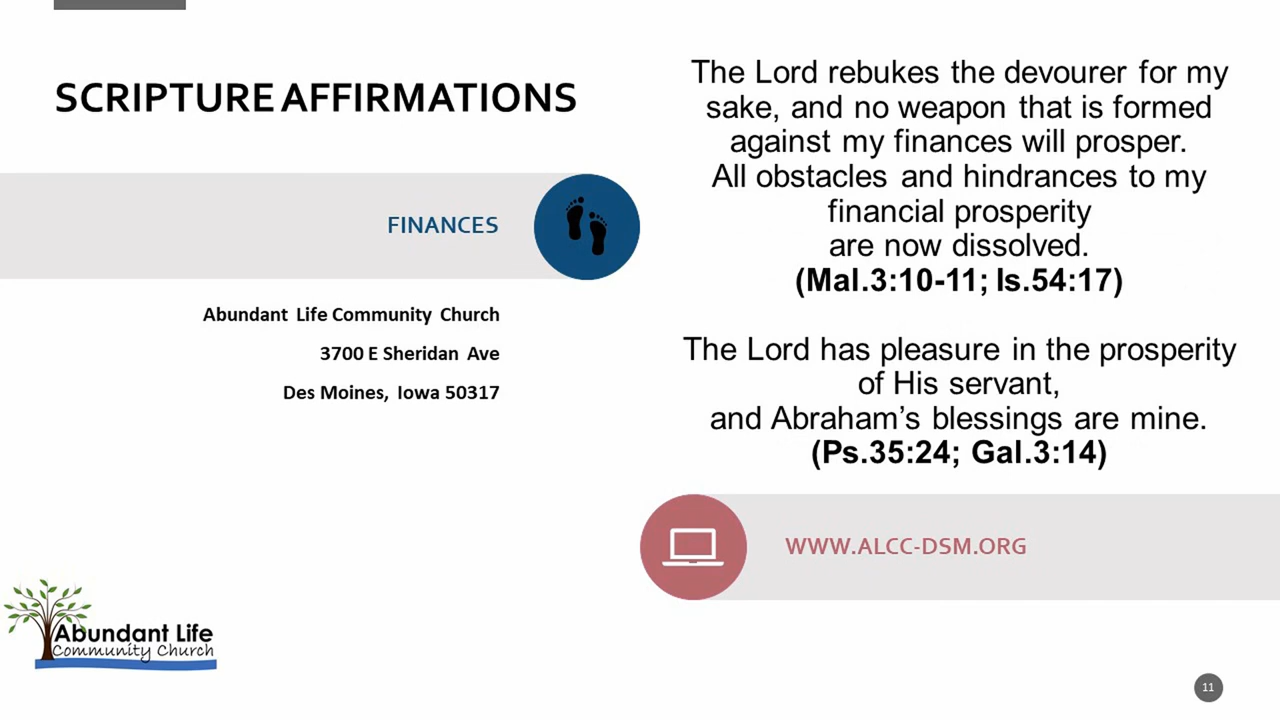 SCRIPTURE AFFIRMATIONS
FINANCES
Abundant Life Community Church
3700 E Sheridan Ave
Des Moines, Iowa 50317
The Lord rebukes the devourer for my
sake, and no weapon that is formed
against my finances will prosper.
All obstacles and hindrances to my
financial prosperity
are now dissolved.
(Mal.3:10-11; Is.54:17)
The Lord has pleasure in the prosperity
of His servant,
and Abraham’s blessings are mine.
(Ps.35:24; Gal.3:14)
WWW.ALCC-DSM.ORG
Abundant Life
Community Church
11